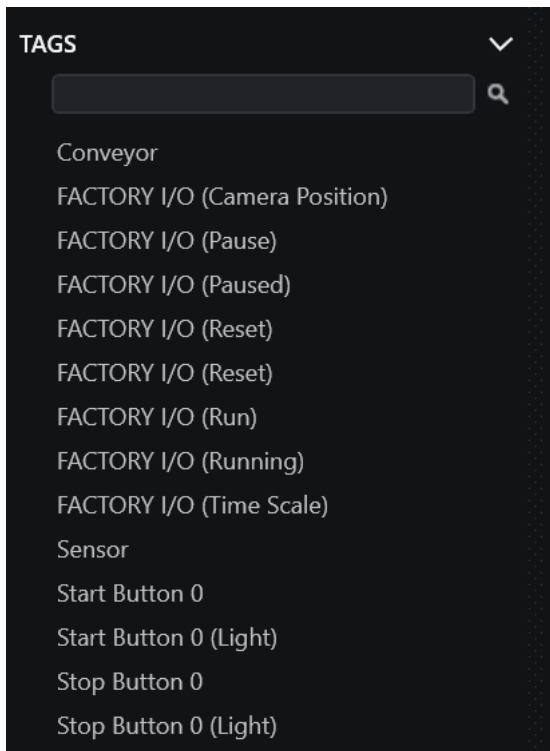 TAGS
Conveyor
FACTORY I/O (Camera Position)
FACTORY I/O (Pause)
FACTORY I/O (Paused)
FACTORY I/O (Reset)
FACTORY I/O (Reset)
FACTORY I/O (Run)
FACTORY I/O (Running)
FACTORY I/O (Time Scale)
Sensor
Start Button 0
Start Button 0 (Light)
Stop Button 0
Stop Button 0 (Light)